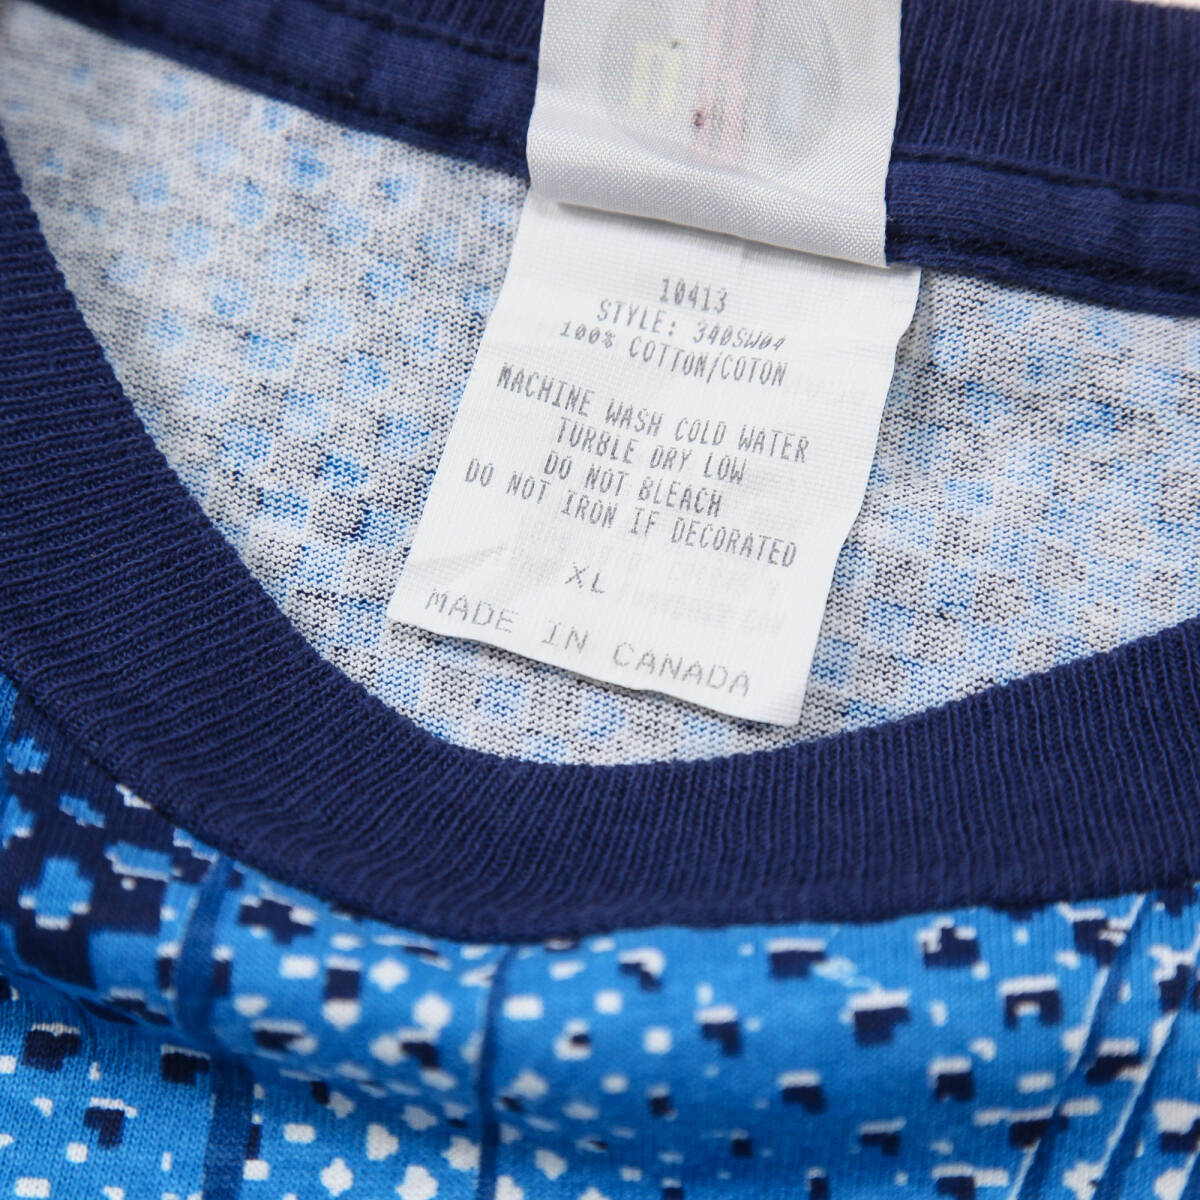 10413
STYLE: 340SW04
100% COTTON/COTON
MACHINE WASH COLD WATER
TUMBLE DRY LOW
DO NOT BLEACH
DO NOT IRON IF DECORATED
XL
MADE IN CANADA